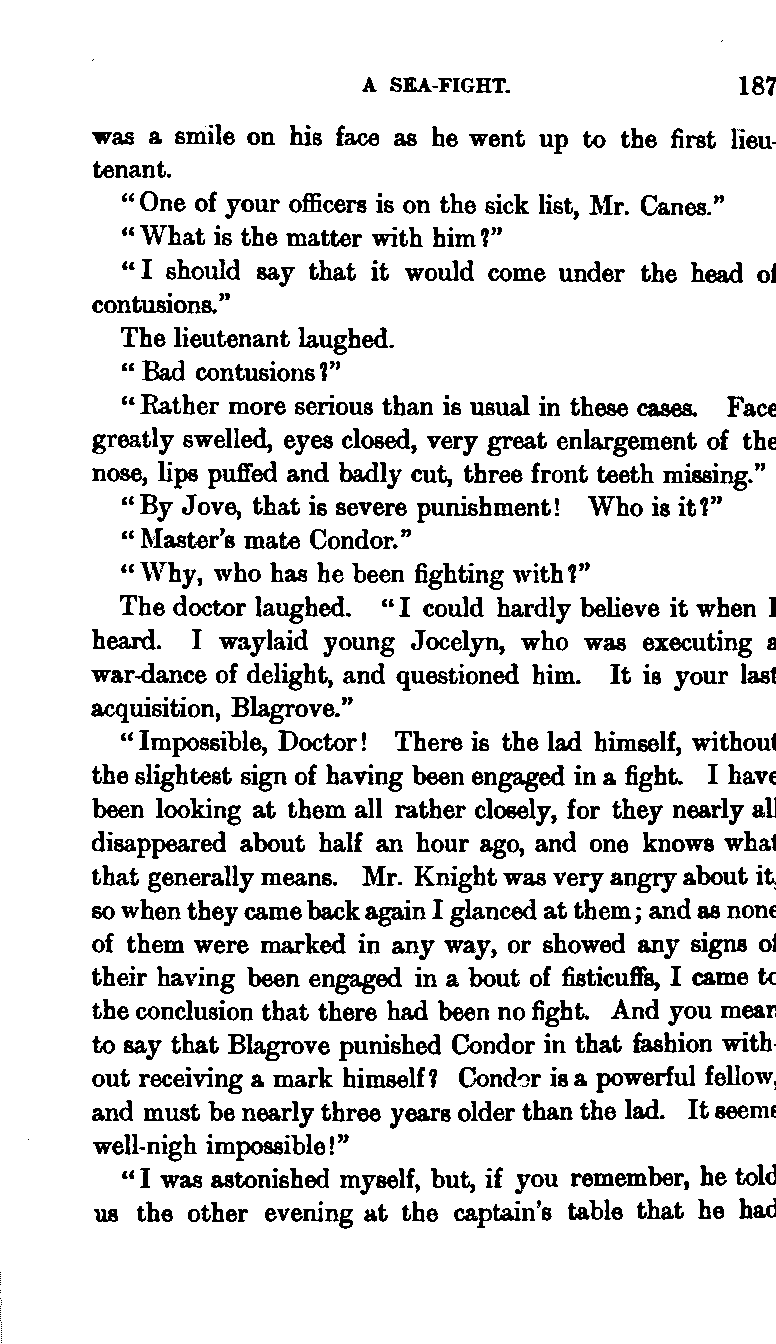 A SEA-FIGHT. 187
was a smile on his face as he went up to the first lieu-
tenant.
“One of your officers is on the sick list, Mr. Canes.”
“What is the matter with him?”
“I should say that it would come under the head of
contusions.”
The lieutenant laughed.
“Bad contusions?”
“Rather more serious than is usual in these cases. Face
greatly swelled, eyes closed, very great enlargement of the
nose, lips puffed and badly cut, three front teeth missing.”
“By Jove, that is severe punishment! Who is it?”
“Master's mate Condor.”
“Why, who has he been fighting with?”
The doctor laughed. “I could hardly believe it when I
heard. I waylaid young Jocelyn, who was executing a
war-dance of delight, and questioned him. It is your last
acquisition, Blagrove.”
“Impossible, Doctor! There is the lad himself, without
the slightest sign of having been engaged in a fight. I have
been looking at them all rather closely, for they nearly all
disappeared about half an hour ago, and one knows what
that generally means. Mr. Knight was very angry about it,
so when they came back again I glanced at them; and as none
of them were marked in any way, or showed any signs of
their having been engaged in a bout of fisticuffs, I came to
the conclusion that there had been no fight. And you mean
to say that Blagrove punished Condor in that fashion with-
out receiving a mark himself? Condor is a powerful fellow,
and must be nearly three years older than the lad. It seems
well-nigh impossible!”
“I was astonished myself, but, if you remember, he told
us the other evening at the captain's table that he had